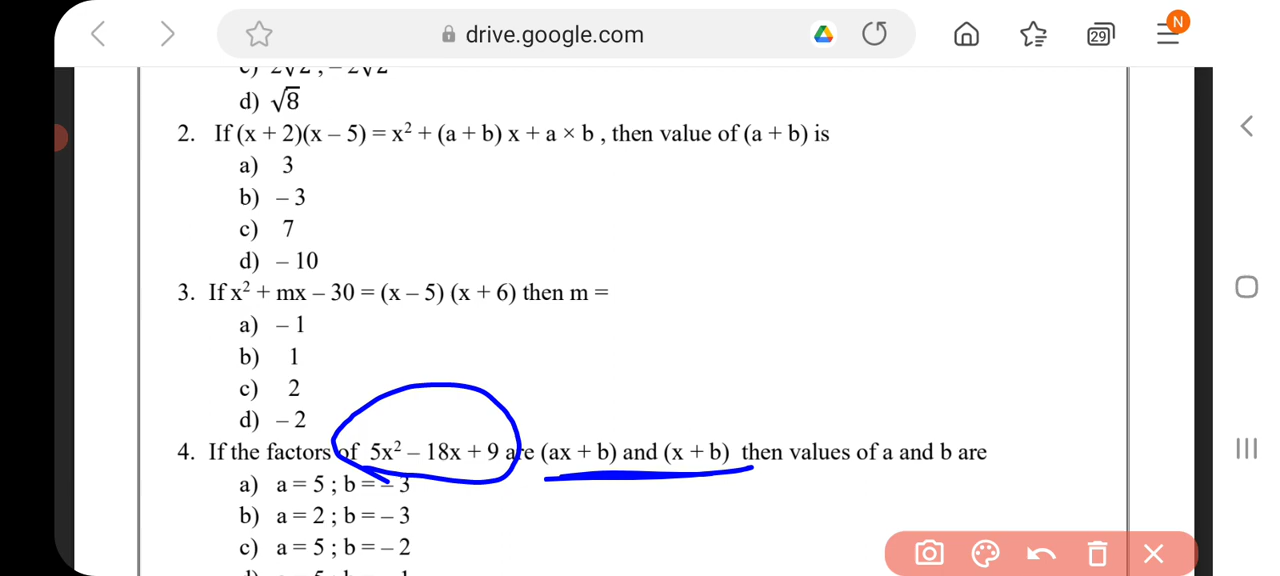 drive.google.com
29
N
d) √8
2. If (x + 2)(x – 5) = x² + (a + b) x + a × b , then value of (a + b) is
a) 3
b) – 3
c) 7
d) – 10
3. If x² + mx – 30 = (x – 5) (x + 6) then m =
a) – 1
b) 1
c) 2
d) – 2
4. If the factors of 5x² – 18x + 9 are (ax + b) and (x + b) then values of a and b are
a) a = 5 ; b = – 3
b) a = 2 ; b = – 3
c) a = 5 ; b = – 2